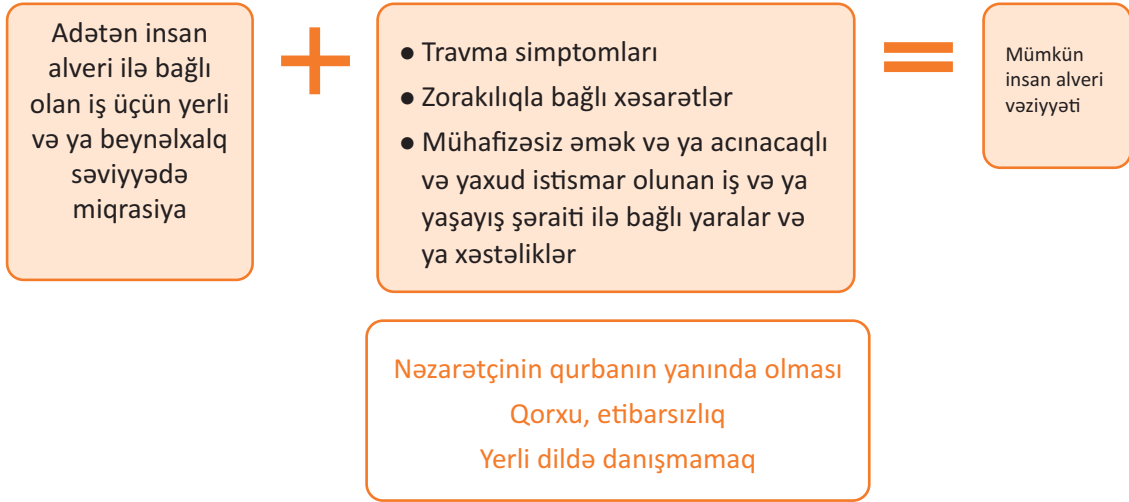 Adətən insan
alveri ilə bağlı
olan iş üçün yerli
və ya beynəlxalq
səviyyədə
miqrasiya
+
● Travma simptomları
● Zorakılıqla bağlı xəsarətlər
● Mühafizəsiz əmək və ya acınacaqlı
və yaxud istismar olunan iş və ya
yaşayış şəraiti ilə bağlı yaralar və
ya xəstəliklər
=
Mümkün
insan alveri
vəziyyəti
Nəzarətçinin qurbanın yanında olması
Qorxu, etibarsızlıq
Yerli dildə danışmamaq